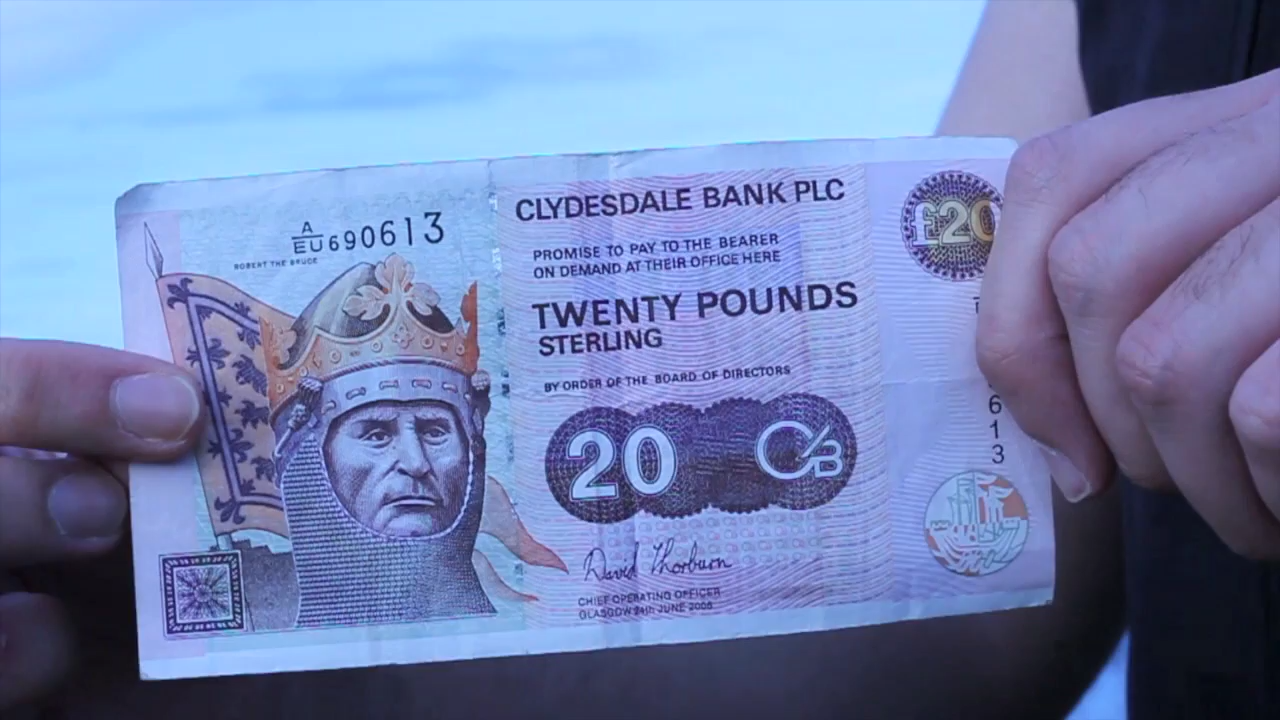 A/EU690613
ROBERT THE BRUCE
CLYDESDALE BANK PLC
PROMISE TO PAY TO THE BEARER
ON DEMAND AT THEIR OFFICE HERE
TWENTY POUNDS
STERLING
BY ORDER OF THE BOARD OF DIRECTORS
20 C/B
David Thorburn
CHIEF OPERATING OFFICER
GLASGOW 24th JUNE 2006
£20
6
1
3